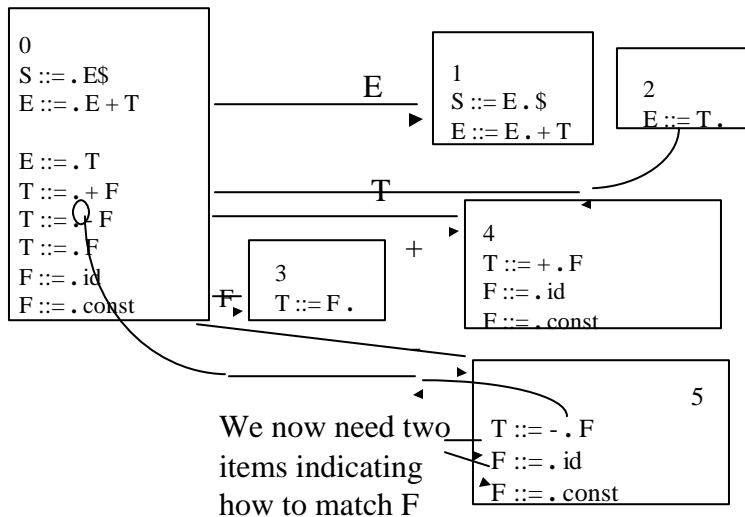 0
S ::= . E$
E ::= . E + T
E ::= . T
T ::= . + F
T ::= . - F
T ::= . F
F ::= . id
F ::= . const
E
1
S ::= E . $
E ::= E . + T
2
E ::= T .
T
+
4
T ::= + . F
F ::= . id
F ::= . const
F
3
T ::= F .
-
5
T ::= - . F
F ::= . id
F ::= . const
We now need two
items indicating
how to match F